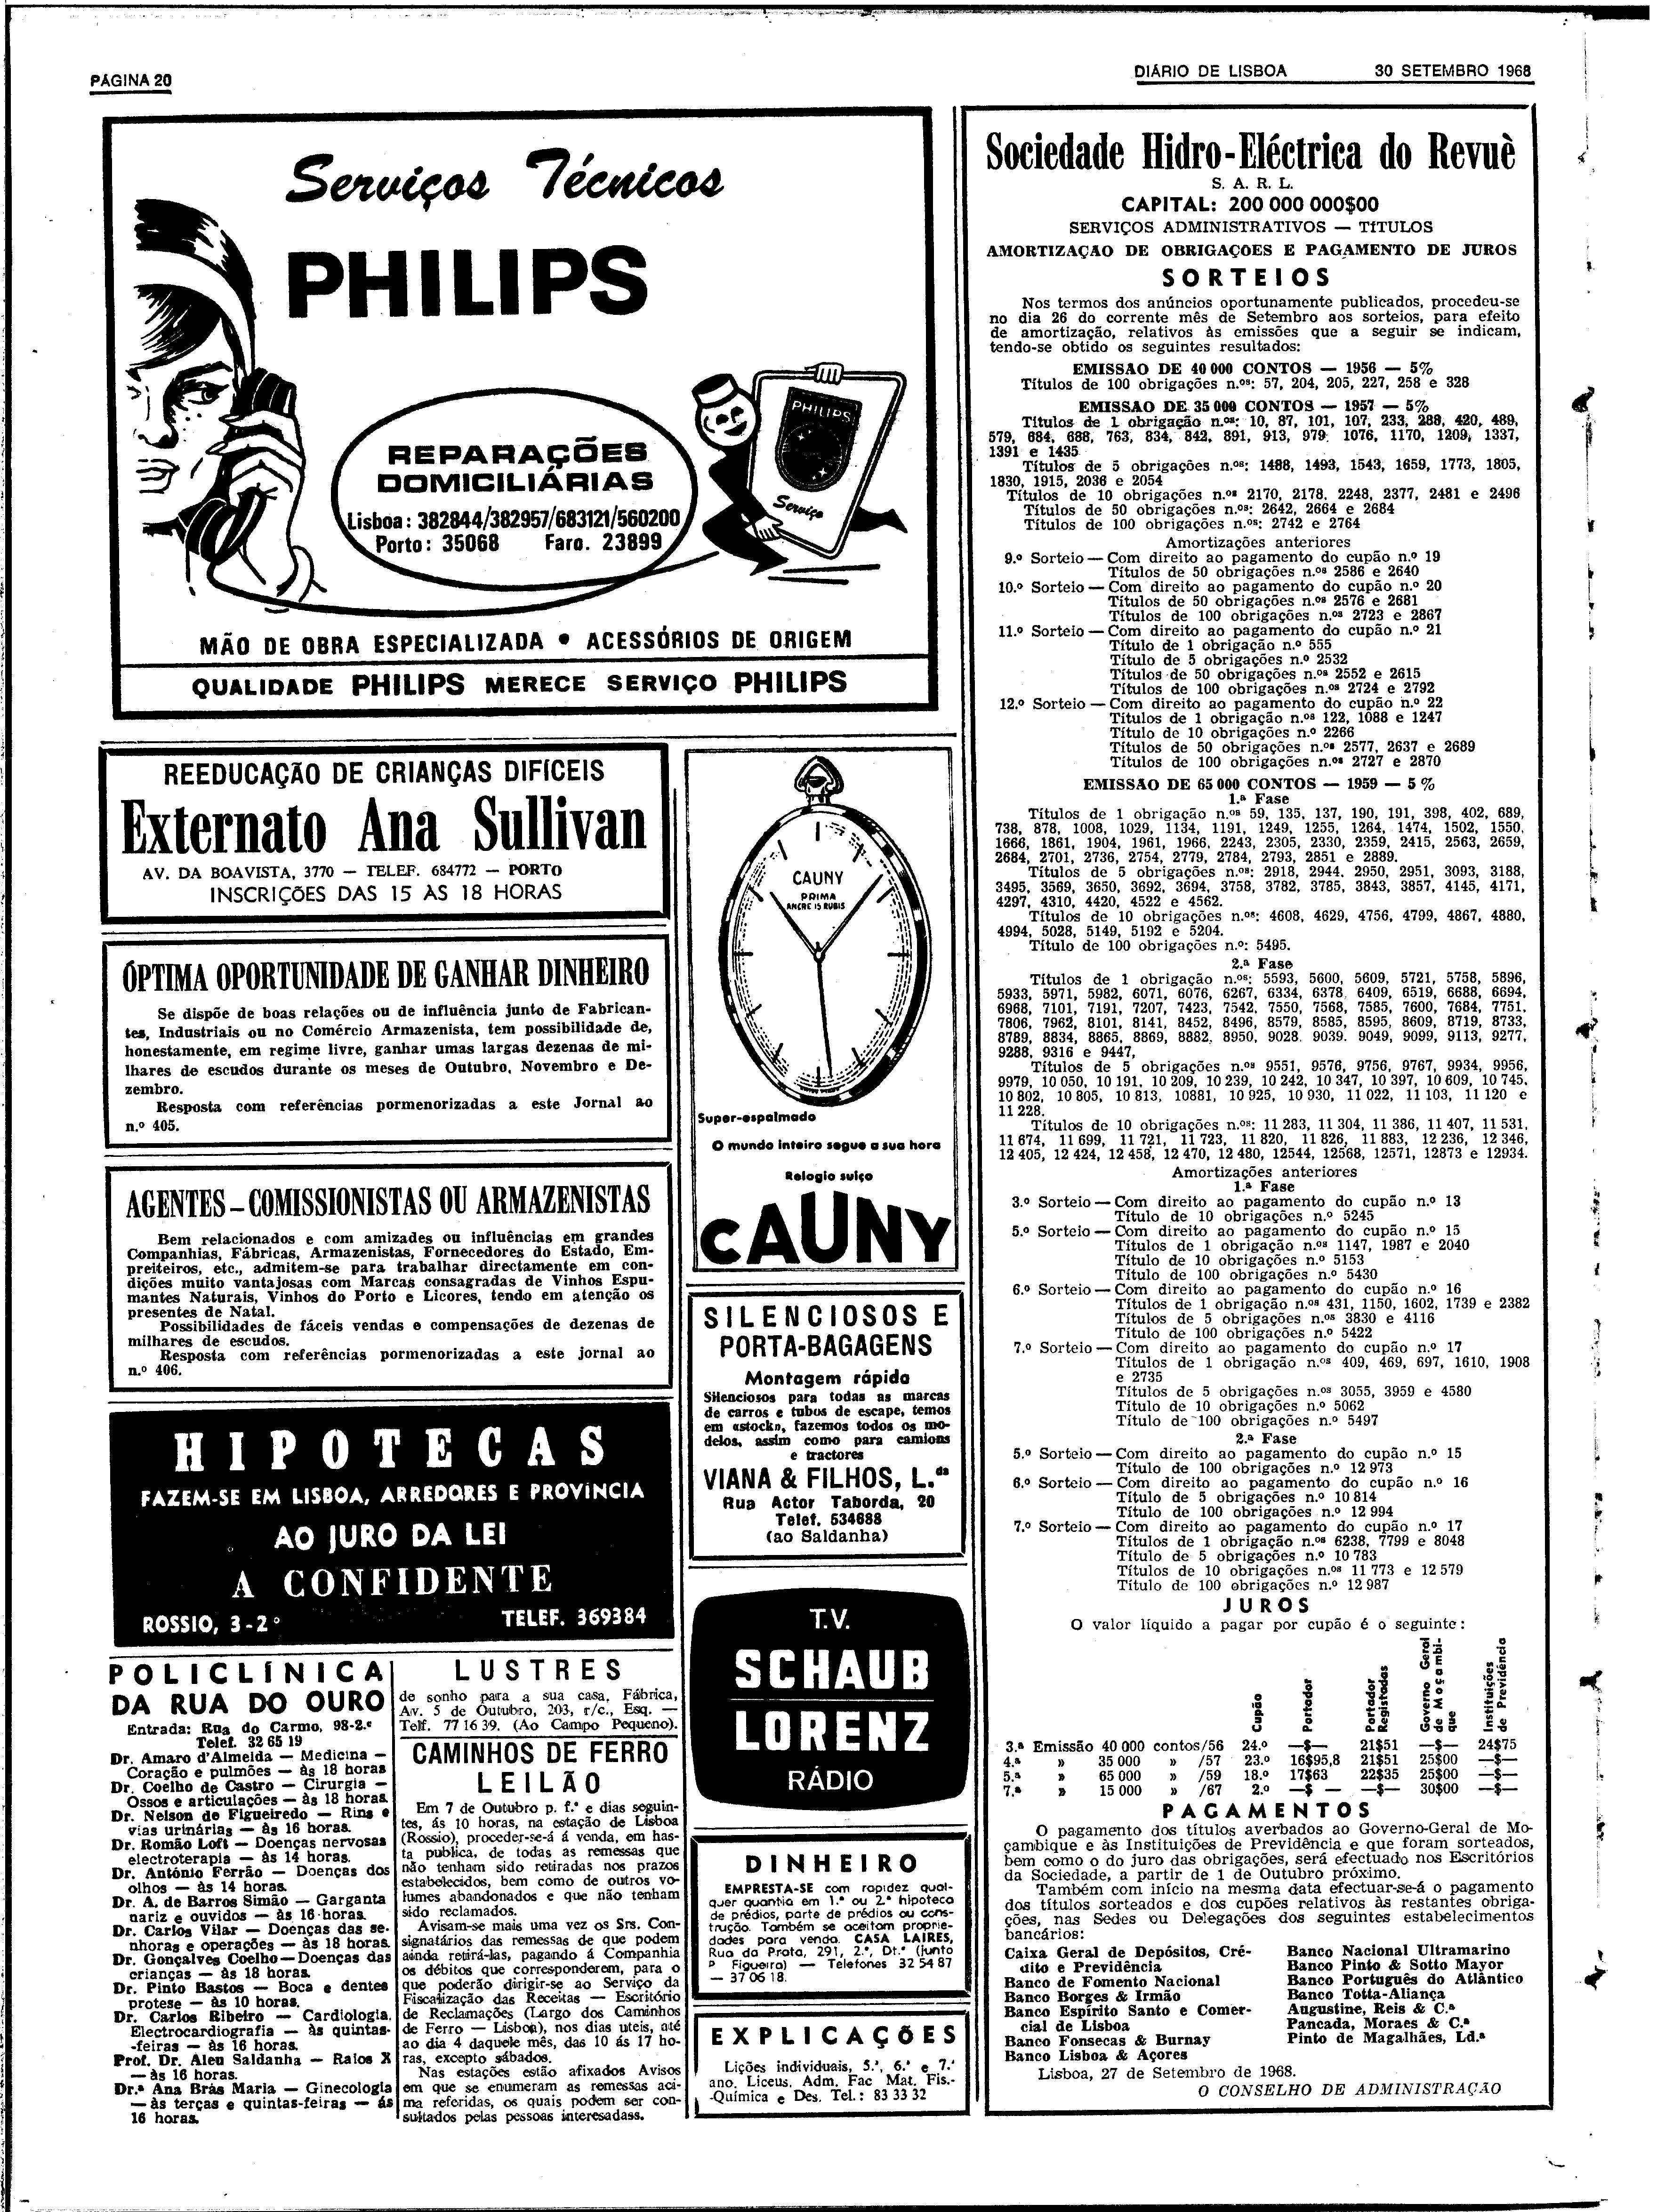 PÁGINA 20
DIÁRIO DE LISBOA 30 SETEMBRO 1968
Serviços Técnicos
PHILIPS
PHILIPS
Serviço
REPARAÇÕES
DOMICILIÁRIAS
Lisboa: 382844/382957/683121/560200
Porto: 35068 Faro. 23899
MÃO DE OBRA ESPECIALIZADA • ACESSÓRIOS DE ORIGEM
QUALIDADE PHILIPS MERECE SERVIÇO PHILIPS
REEDUCAÇÃO DE CRIANÇAS DIFÍCEIS
Externato Ana Sullivan
AV. DA BOAVISTA, 3770 — TELEF. 684772 — PORTO
INSCRIÇÕES DAS 15 ÀS 18 HORAS
ÓPTIMA OPORTUNIDADE DE GANHAR DINHEIRO
Se dispõe de boas relações ou de influência junto de Fabrican-
tes, Industriais ou no Comércio Armazenista, tem possibilidade de,
honestamente, em regime livre, ganhar umas largas dezenas de mi-
lhares de escudos durante os meses de Outubro, Novembro e De-
zembro.
Resposta com referências pormenorizadas a este Jornal ao
n.º 405.
AGENTES – COMISSIONISTAS OU ARMAZENISTAS
Bem relacionados e com amizades ou influências em grandes
Companhias, Fábricas, Armazenistas, Fornecedores do Estado, Em-
preiteiros, etc., admitem-se para trabalhar directamente em con-
dições muito vantajosas com Marcas consagradas de Vinhos Espu-
mantes Naturais, Vinhos do Porto e Licores, tendo em atenção os
presentes de Natal.
Possibilidades de fáceis vendas e compensações de dezenas de
milhares de escudos.
Resposta com referências pormenorizadas a este jornal ao
n.º 406.
HIPOTECAS
FAZEM-SE EM LISBOA, ARREDORES E PROVÍNCIA
AO JURO DA LEI
A CONFIDENTE
ROSSIO, 3-2º TELEF. 369384
POLICLÍNICA
DA RUA DO OURO
Entrada: Rua do Carmo, 98-2.º
Telef. 32 65 19
Dr. Amaro d'Almeida — Medicina —
Coração e pulmões — às 18 horas
Dr. Coelho de Castro — Cirurgia —
Ossos e articulações — às 18 horas.
Dr. Nelson de Figueiredo — Rins e
vias urinárias — às 16 horas.
Dr. Romão Loft — Doenças nervosas
electroterapia — às 14 horas.
Dr. António Ferrão — Doenças dos
olhos — às 14 horas.
Dr. A. de Barros Simão — Garganta
nariz e ouvidos — às 16 horas.
Dr. Carlos Vilar — Doenças das se-
nhoras e operações — às 18 horas.
Dr. Gonçalves Coelho — Doenças das
crianças — às 18 horas.
Dr. Pinto Bastos — Boca e dentes
protese — às 10 horas.
Dr. Carlos Ribeiro — Cardiologia.
Electrocardiografia — às quintas-
-feiras — às 16 horas.
Prof. Dr. Aleu Saldanha — Raios X
— às 16 horas.
Dr.ª Ana Brás Maria — Ginecologia
— às terças e quintas-feiras — ás
16 horas.
LUSTRES
de sonho para a sua casa, Fábrica,
Av. 5 de Outubro, 203, r/c., Esq. —
Telf. 77 16 39. (Ao Campo Pequeno).
CAMINHOS DE FERRO
LEILÃO
Em 7 de Outubro p. f.º e dias seguin-
tes, ás 10 horas, na estação de Lisboa
(Rossio), proceder-se-á á venda, em has-
ta publica, de todas as remessas que
não tenham sido retiradas nos prazos
estabelecidos, bem como de outros vo-
lumes abandonados e que não tenham
sido reclamados.
Avisam-se mais uma vez os Srs. Con-
signatários das remessas de que podem
ainda retirá-las, pagando á Companhia
os débitos que corresponderem, para o
que poderão dirigir-se ao Serviço da
Fiscalização das Receitas — Escritório
de Reclamações (Largo dos Caminhos
de Ferro — Lisboa), nos dias uteis, até
ao dia 4 daquele mês, das 10 ás 17 ho-
ras, excepto sábados.
Nas estações estão afixados Avisos
em que se enumeram as remessas aci-
ma referidas, os quais podem ser con-
sultados pelas pessoas interesadass.
CAUNY
PRIMA
ANCRE 15 RUBIS
Super-espalmado
O mundo inteiro segue a sua hora
Relogio suiço
CAUNY
SILENCIOSOS E
PORTA-BAGAGENS
Montagem rápida
Silenciosos para todas as marcas
de carros e tubos de escape, temos
em «stock», fazemos todos os mo-
delos, assim como para camions
e tractores
VIANA & FILHOS, L.da
Rua Actor Taborda, 20
Telef. 534688
(ao Saldanha)
T.V.
SCHAUB
LORENZ
RÁDIO
DINHEIRO
EMPRESTA-SE com rapidez qual-
quer quantia em 1.ª ou 2.ª hipoteca
de prédios, parte de prédios ou cons-
trução. Também se aceitam proprie-
dades para venda. CASA LAIRES,
Rua da Prata, 291, 2.º, Dt.º (junto
P Figueira) — Telefones 32 54 87
— 37 06 18.
EXPLICAÇÕES
Lições individuais, 5.º, 6.º e 7.º
ano, Liceus, Adm. Fac Mat. Fis.-
-Química e Des. Tel.: 83 33 32
Sociedade Hidro-Eléctrica do Revuè
S. A. R. L.
CAPITAL: 200 000 000$00
SERVIÇOS ADMINISTRATIVOS — TÍTULOS
AMORTIZAÇAO DE OBRIGAÇOES E PAGAMENTO DE JUROS
SORTEIOS
Nos termos dos anúncios oportunamente publicados, procedeu-se
no dia 26 do corrente mês de Setembro aos sorteios, para efeito
de amortização, relativos às emissões que a seguir se indicam,
tendo-se obtido os seguintes resultados:
EMISSAO DE 40 000 CONTOS — 1956 — 5%
Títulos de 100 obrigações n.os: 57, 204, 205, 227, 258 e 328
EMISSAO DE 35 000 CONTOS — 1957 — 5%
Títulos de 1 obrigação n.os: 10, 87, 101, 107, 233, 288, 420, 489,
579, 684, 688, 763, 834, 842, 891, 913, 979, 1076, 1170, 1209, 1337,
1391 e 1435
Títulos de 5 obrigações n.os: 1488, 1493, 1543, 1659, 1773, 1805,
1830, 1915, 2036 e 2054
Títulos de 10 obrigações n.os 2170, 2178, 2248, 2377, 2481 e 2496
Títulos de 50 obrigações n.os: 2642, 2664 e 2684
Títulos de 100 obrigações n.os: 2742 e 2764
Amortizações anteriores
9.º Sorteio — Com direito ao pagamento do cupão n.º 19
Títulos de 50 obrigações n.os 2586 e 2640
10.º Sorteio — Com direito ao pagamento do cupão n.º 20
Títulos de 50 obrigações n.os 2576 e 2681
Títulos de 100 obrigações n.os 2723 e 2867
11.º Sorteio — Com direito ao pagamento do cupão n.º 21
Título de 1 obrigação n.º 555
Título de 5 obrigações n.º 2532
Títulos de 50 obrigações n.os 2552 e 2615
Títulos de 100 obrigações n.os 2724 e 2792
12.º Sorteio — Com direito ao pagamento do cupão n.º 22
Títulos de 1 obrigação n.os 122, 1088 e 1247
Título de 10 obrigações n.º 2266
Títulos de 50 obrigações n.os 2577, 2637 e 2689
Títulos de 100 obrigações n.os 2727 e 2870
EMISSAO DE 65 000 CONTOS — 1959 — 5 %
1.ª Fase
Títulos de 1 obrigação n.os 59, 135, 137, 190, 191, 398, 402, 689,
738, 878, 1008, 1029, 1134, 1191, 1249, 1255, 1264, 1474, 1502, 1550,
1666, 1861, 1904, 1961, 1966, 2243, 2305, 2330, 2359, 2415, 2563, 2659,
2684, 2701, 2736, 2754, 2779, 2784, 2793, 2851 e 2889.
Títulos de 5 obrigações n.os: 2918, 2944, 2950, 2951, 3093, 3188,
3495, 3569, 3650, 3692, 3694, 3758, 3782, 3785, 3843, 3857, 4145, 4171,
4297, 4310, 4420, 4522 e 4562.
Títulos de 10 obrigações n.os: 4608, 4629, 4756, 4799, 4867, 4880,
4994, 5028, 5149, 5192 e 5204.
Título de 100 obrigações n.º: 5495.
2.ª Fase
Títulos de 1 obrigação n.os: 5593, 5600, 5609, 5721, 5758, 5896,
5933, 5971, 5982, 6071, 6076, 6267, 6334, 6378, 6409, 6519, 6688, 6694,
6968, 7101, 7191, 7207, 7423, 7542, 7550, 7568, 7585, 7600, 7684, 7751,
7806, 7962, 8101, 8141, 8452, 8496, 8579, 8585, 8595, 8609, 8719, 8733,
8789, 8834, 8865, 8869, 8882, 8950, 9028, 9039, 9049, 9099, 9113, 9277,
9288, 9316 e 9447,
Títulos de 5 obrigações n.os 9551, 9576, 9756, 9767, 9934, 9956,
9979, 10 050, 10 191, 10 209, 10 239, 10 242, 10 347, 10 397, 10 609, 10 745,
10 802, 10 805, 10 813, 10881, 10 925, 10 930, 11 022, 11 103, 11 120 e
11 228.
Títulos de 10 obrigações n.os: 11 283, 11 304, 11 386, 11 407, 11 531,
11 674, 11 699, 11 721, 11 723, 11 820, 11 826, 11 883, 12 236, 12 346,
12 405, 12 424, 12 458, 12 470, 12 480, 12544, 12568, 12571, 12873 e 12934.
Amortizações anteriores
1.ª Fase
3.º Sorteio — Com direito ao pagamento do cupão n.º 13
Título de 10 obrigações n.º 5245
5.º Sorteio — Com direito ao pagamento do cupão n.º 15
Títulos de 1 obrigação n.os 1147, 1987 e 2040
Título de 10 obrigações n.º 5153
Título de 100 obrigações n.º 5430
6.º Sorteio — Com direito ao pagamento do cupão n.º 16
Títulos de 1 obrigação n.os 431, 1150, 1602, 1739 e 2382
Títulos de 5 obrigações n.os 3830 e 4116
Título de 100 obrigações n.º 5422
7.º Sorteio — Com direito ao pagamento do cupão n.º 17
Títulos de 1 obrigação n.os 409, 469, 697, 1610, 1908
e 2735
Títulos de 5 obrigações n.os 3055, 3959 e 4580
Título de 10 obrigações n.º 5062
Título de 100 obrigações n.º 5497
2.ª Fase
5.º Sorteio — Com direito ao pagamento do cupão n.º 15
Título de 100 obrigações n.º 12 973
6.º Sorteio — Com direito ao pagamento do cupão n.º 16
Título de 5 obrigações n.º 10 814
Título de 100 obrigações n.º 12 994
7.º Sorteio — Com direito ao pagamento do cupão n.º 17
Títulos de 1 obrigação n.os 6238, 7799 e 8048
Título de 5 obrigações n.º 10 783
Títulos de 10 obrigações n.os 11 773 e 12 579
Título de 100 obrigações n.º 12 987
JUROS
O valor líquido a pagar por cupão é o seguinte:
Cupão
Portador
Portador Registadas
Governo Geral de Moçambi-que
Instituições de Previdência
3.ª Emissão 40 000 contos/56 24.º —$— 21$51 —$— 24$75
4.ª » 35 000 » /57 23.º 16$95,8 21$51 25$00 —$—
5.ª » 65 000 » /59 18.º 17$63 22$35 25$00 —$—
7.ª » 15 000 » /67 2.º —$ — —$— 30$00 —$—
PAGAMENTOS
O pagamento dos títulos averbados ao Governo-Geral de Mo-
çambique e às Instituições de Previdência e que foram sorteados,
bem como o do juro das obrigações, será efectuado nos Escritórios
da Sociedade, a partir de 1 de Outubro próximo.
Também com início na mesma data efectuar-se-á o pagamento
dos títulos sorteados e dos cupões relativos às restantes obriga-
ções, nas Sedes ou Delegações dos seguintes estabelecimentos
bancários:
Caixa Geral de Depósitos, Cré-
dito e Previdência
Banco de Fomento Nacional
Banco Borges & Irmão
Banco Espírito Santo e Comer-
cial de Lisboa
Banco Fonsecas & Burnay
Banco Lisboa & Açores
Banco Nacional Ultramarino
Banco Pinto & Sotto Mayor
Banco Português do Atlântico
Banco Totta-Aliança
Augustine, Reis & C.ª
Pancada, Moraes & C.ª
Pinto de Magalhães, Ld.ª
Lisboa, 27 de Setembro de 1968.
O CONSELHO DE ADMINISTRAÇÃO